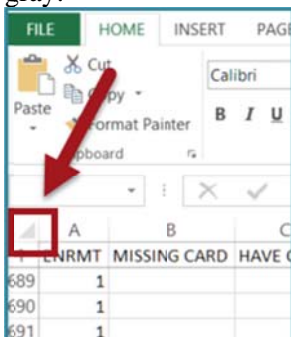 gray.
FILE HOME INSERT PAG
Cut
Calibri
Paste
Format Painter
B I U
A B C
ENRMT MISSING CARD HAVE
689 1
690 1
691 1